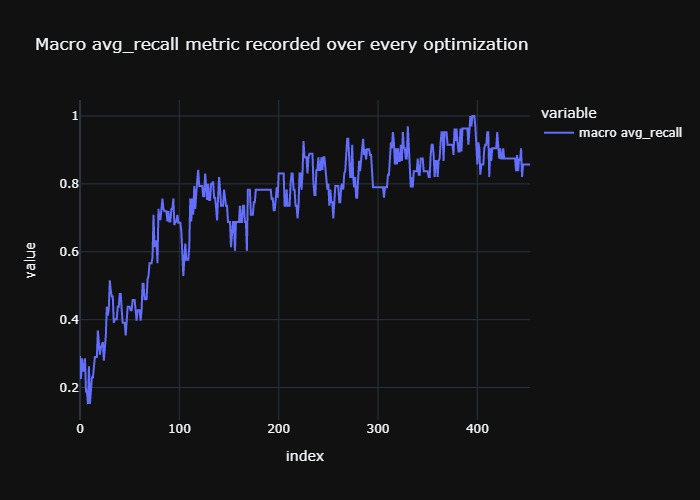 Macro avg_recall metric recorded over every optimization
variable
macro avg_recall
value
1
0.8
0.6
0.4
0.2
0
100
200
300
400
index